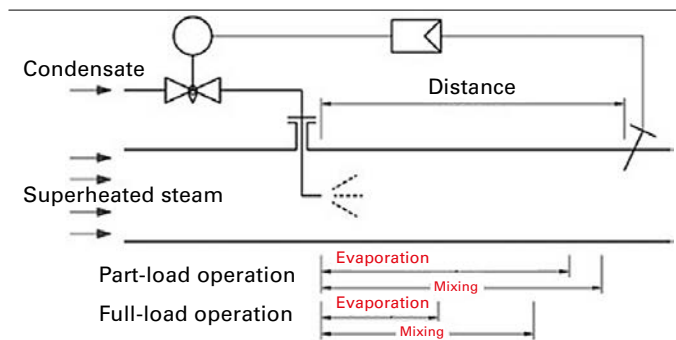 Condensate
Distance
Superheated steam
Evaporation
Part-load operation
Mixing
Evaporation
Full-load operation
Mixing